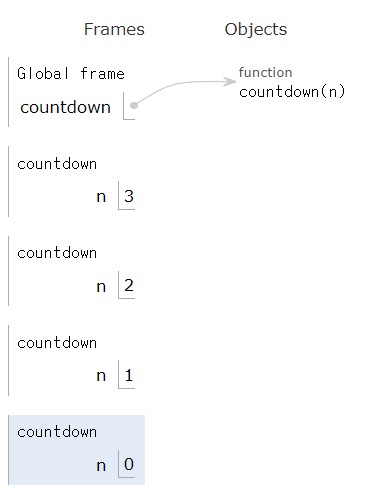 Frames Objects
Global frame
function
countdown
countdown(n)
countdown
n 3
countdown
n 2
countdown
n 1
countdown
n 0